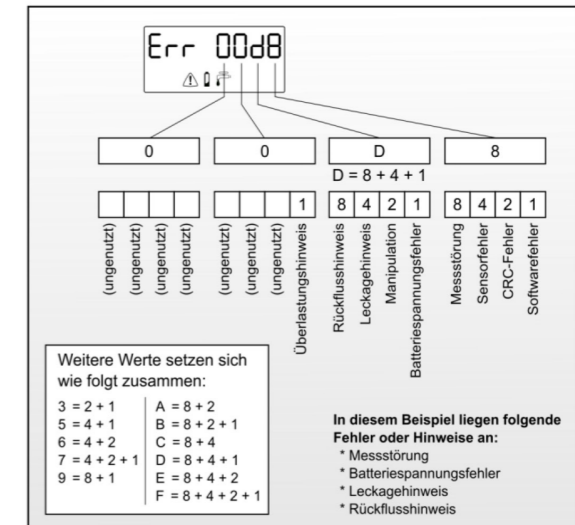 Err 00d8
0 0 D 8
D = 8 + 4 + 1
1 8 4 2 1 8 4 2 1
(ungenutzt)
(ungenutzt)
(ungenutzt)
(ungenutzt)
(ungenutzt)
(ungenutzt)
(ungenutzt)
Überlastungshinweis
Rückflusshinweis
Leckagehinweis
Manipulation
Batteriespannungsfehler
Messstörung
Sensorfehler
CRC-Fehler
Softwarefehler
Weitere Werte setzen sich
wie folgt zusammen:
3 = 2 + 1
5 = 4 + 1
6 = 4 + 2
7 = 4 + 2 + 1
9 = 8 + 1
A = 8 + 2
B = 8 + 2 + 1
C = 8 + 4
D = 8 + 4 + 1
E = 8 + 4 + 2
F = 8 + 4 + 2 + 1
In diesem Beispiel liegen folgende
Fehler oder Hinweise an:
* Messstörung
* Batteriespannungsfehler
* Leckagehinweis
* Rückflusshinweis